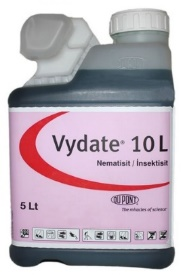 Vydate® 10 L
Nematisit / İnsektisit
5 Lt
DUPONT
The miracles of science